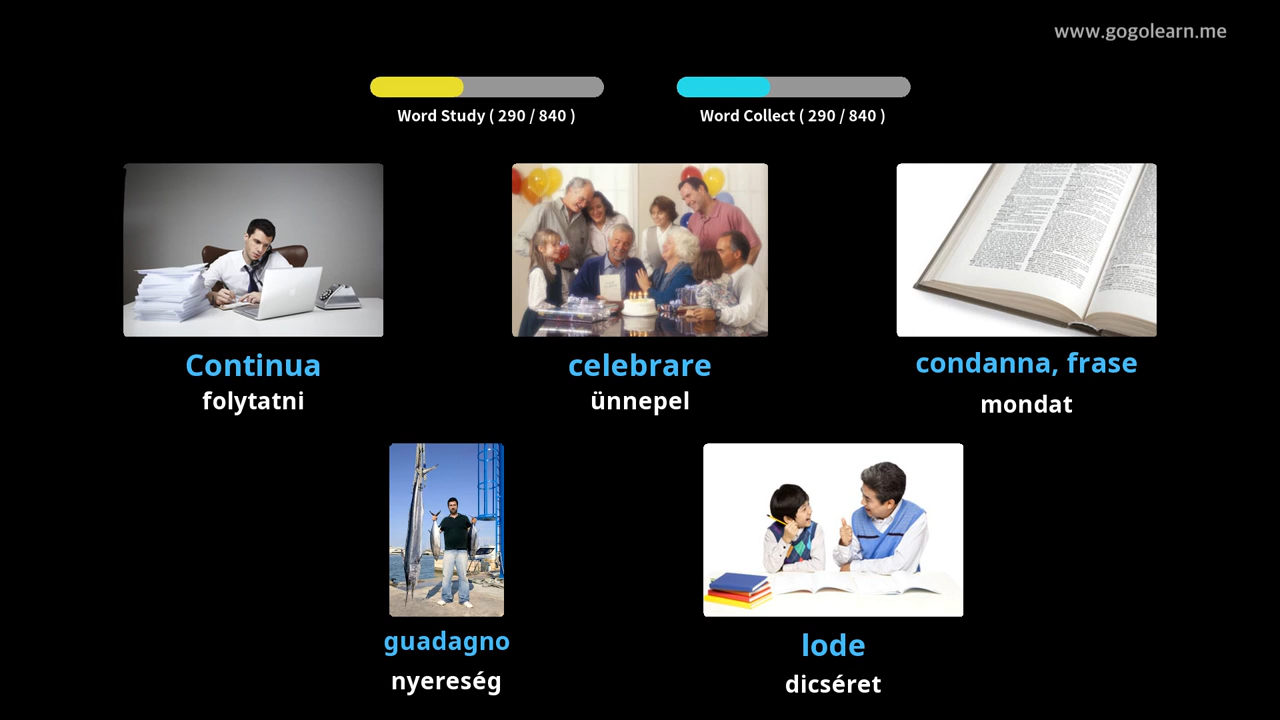 www.gogolearn.me
Word Study ( 290 / 840 )
Word Collect ( 290 / 840 )
Continua
folytatni
celebrare
ünnepel
condanna, frase
mondat
guadagno
nyereség
lode
dicséret